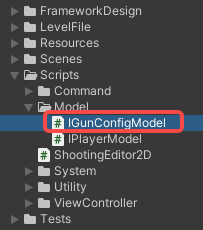 FrameworkDesign
LevelFile
Resources
Scenes
Scripts
Command
Model
# IGunConfigModel
# IPlayerModel
# ShootingEditor2D
System
Utility
ViewController
Tests